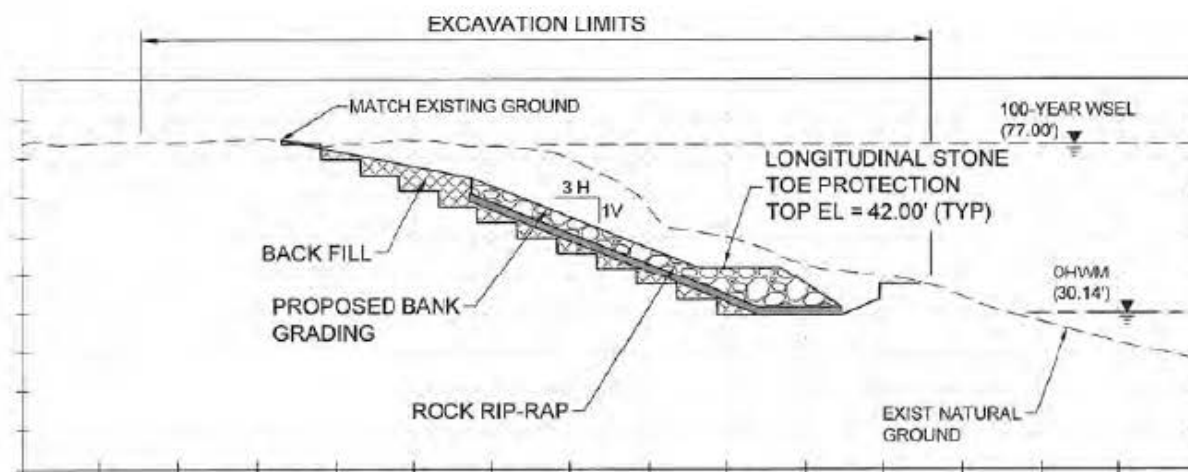 EXCAVATION LIMITS
MATCH EXISTING GROUND
100-YEAR WSEL
(77.00')
LONGITUDINAL STONE
TOE PROTECTION
TOP EL = 42.00' (TYP)
3 H
1V
BACK FILL
OHWM
(30.14')
PROPOSED BANK
GRADING
ROCK RIP-RAP
EXIST NATURAL
GROUND